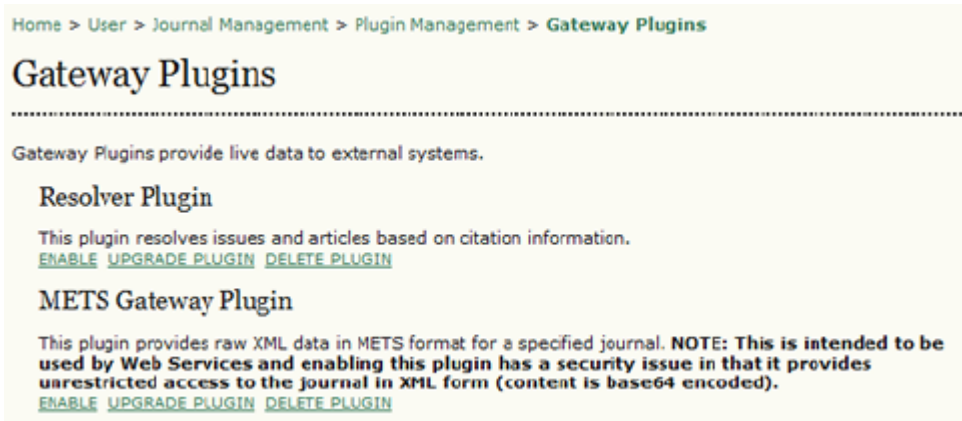 Home > User > Journal Management > Plugin Management > Gateway Plugins
Gateway Plugins
Gateway Plugins provide live data to external systems.
Resolver Plugin
This plugin resolves issues and articles based on citation information.
ENABLE UPGRADE PLUGIN DELETE PLUGIN
METS Gateway Plugin
This plugin provides raw XML data in METS format for a specified journal. NOTE: This is intended to be
used by Web Services and enabling this plugin has a security issue in that it provides
unrestricted access to the journal in XML form (content is base64 encoded).
ENABLE UPGRADE PLUGIN DELETE PLUGIN